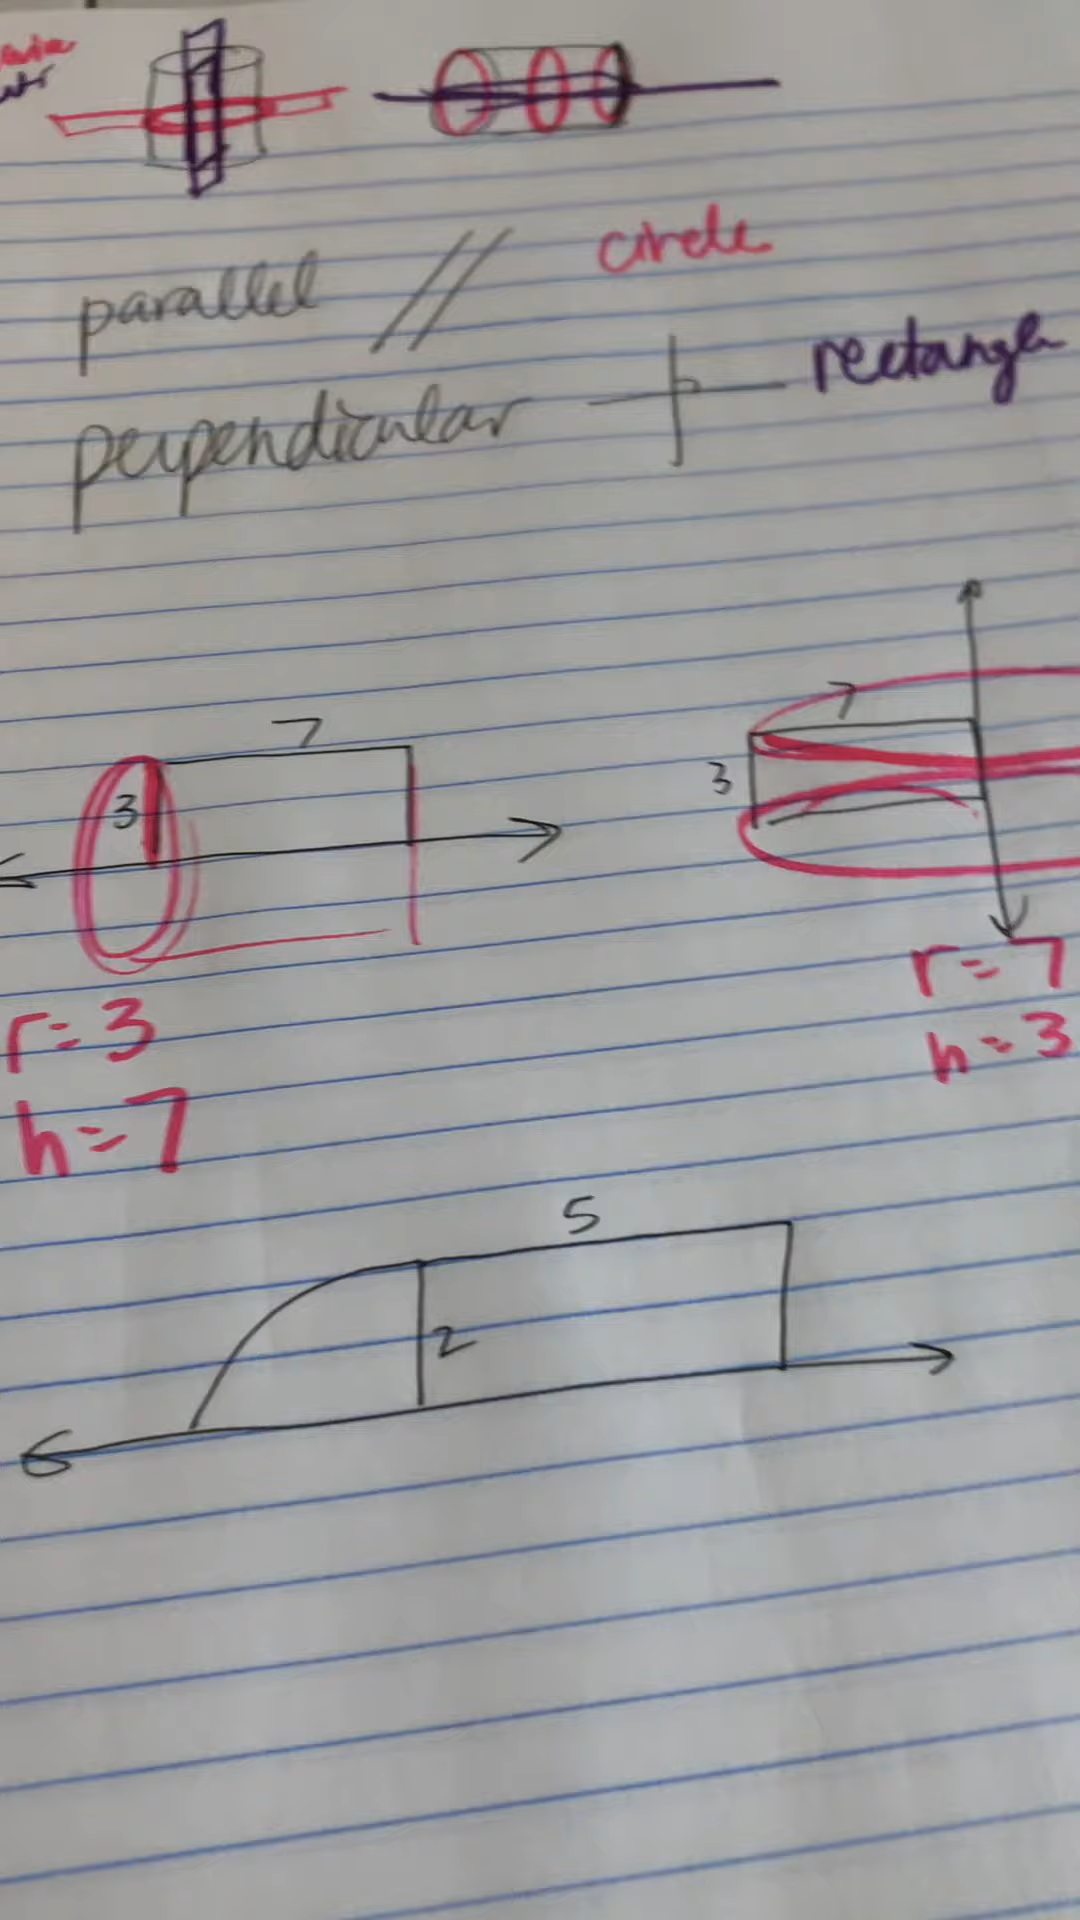 parallel // circle
perpendicular rectangle
7
3
7
3
r = 3
h = 7
r = 7
h = 3
5
2